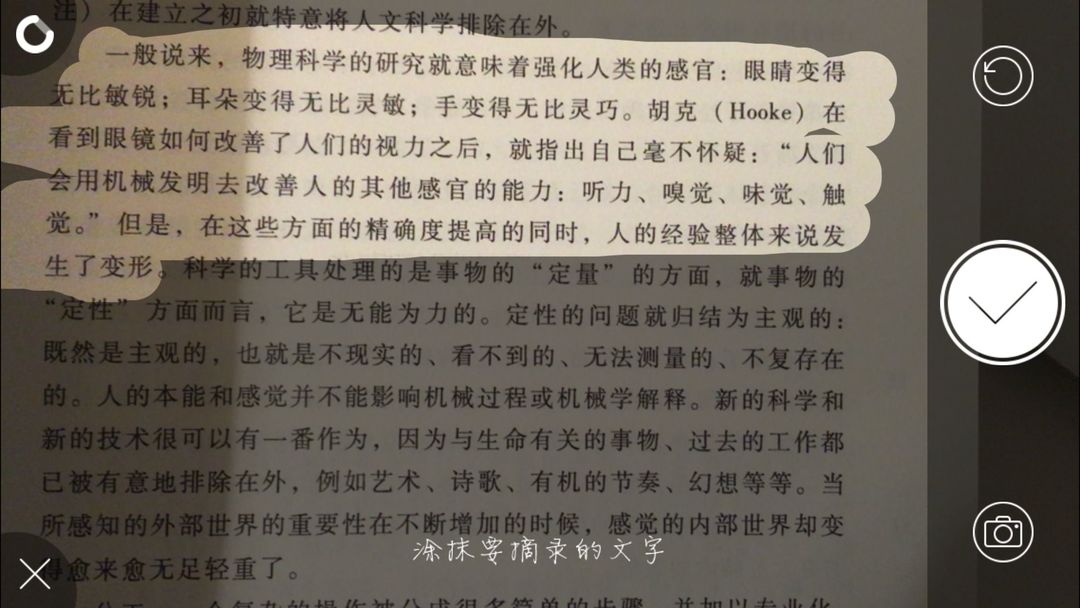 注）在建立之初就特意将人文科学排除在外。
一般说来，物理科学的研究就意味着强化人类的感官：眼睛变得
无比敏锐；耳朵变得无比灵敏；手变得无比灵巧。胡克（Hooke）在
看到眼镜如何改善了人们的视力之后，就指出自己毫不怀疑：“人们
会用机械发明去改善人的其他感官的能力：听力、嗅觉、味觉、触
觉。”但是，在这些方面的精确度提高的同时，人的经验整体来说发
生了变形。科学的工具处理的是事物的“定量”的方面，就事物的
“定性”方面而言，它是无能为力的。定性的问题就归结为主观的：
既然是主观的，也就是不现实的、看不到的、无法测量的、不复存在
的。人的本能和感觉并不能影响机械过程或机械学解释。新的科学和
新的技术很可以有一番作为，因为与生命有关的事物、过去的工作都
已被有意地排除在外，例如艺术、诗歌、有机的节奏、幻想等等。当
所感知的外部世界的重要性在不断增加的时候，感觉的内部世界却变
得愈来愈无足轻重了。
涂抹要摘录的文字